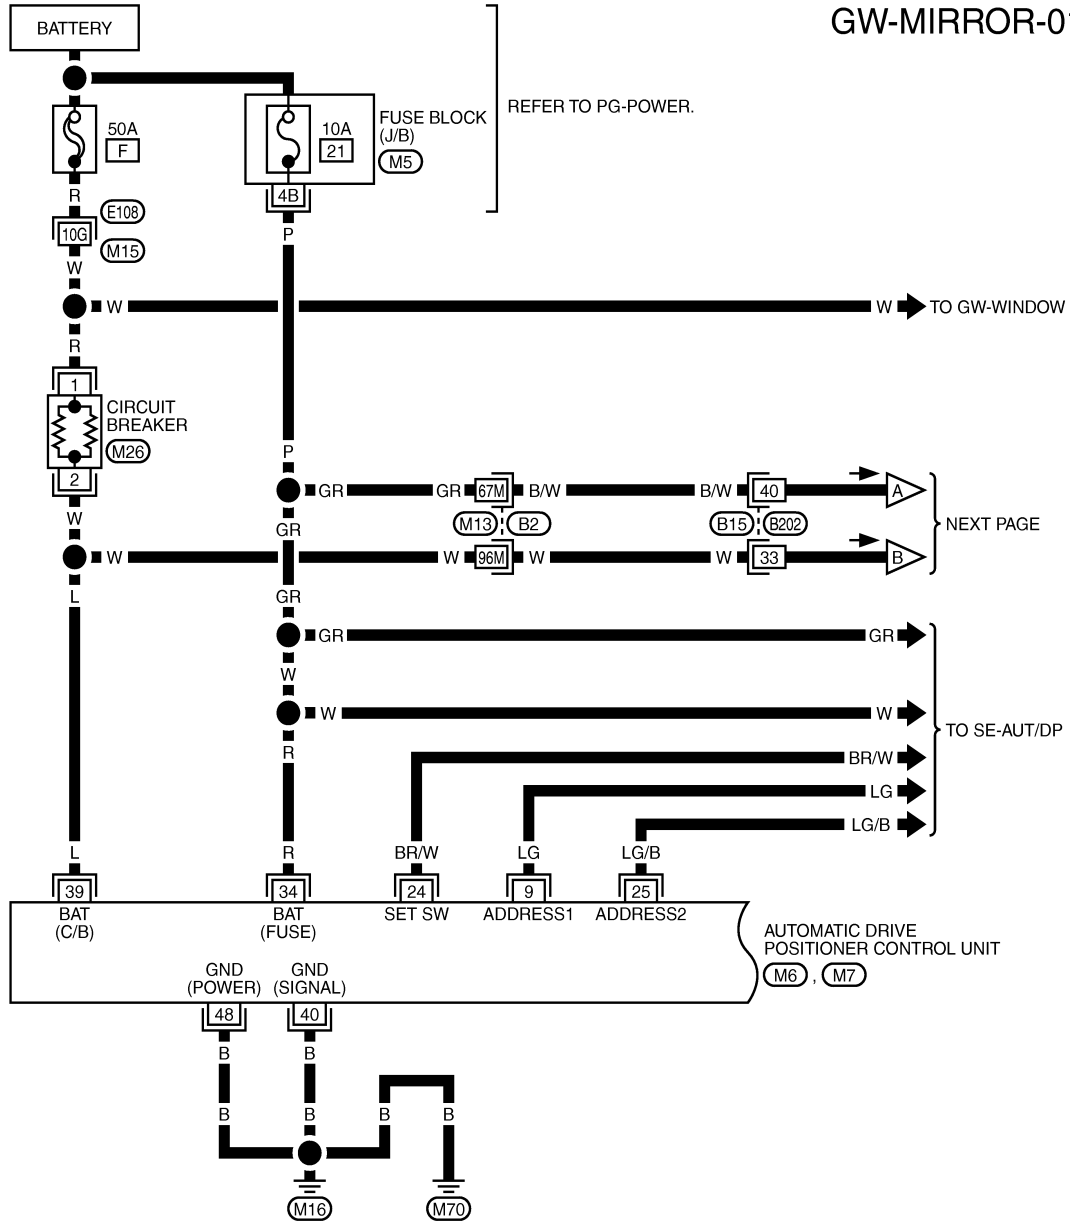 GW-MIRROR-01
BATTERY
REFER TO PG-POWER.
50A
F
10A
21
FUSE BLOCK
(J/B)
M5
4B
R
E108
10G
M15
P
W
W
W
TO GW-WINDOW
R
1
CIRCUIT
BREAKER
M26
2
P
GR
GR
67M
B/W
B/W
40
A
W
GR
M13
B2
B15
B202
NEXT PAGE
W
W
96M
W
W
33
B
L
GR
GR
GR
W
W
W
TO SE-AUT/DP
R
BR/W
LG
LG/B
L
R
BR/W
LG
LG/B
39
34
24
9
25
BAT
(C/B)
BAT
(FUSE)
SET SW
ADDRESS1
ADDRESS2
AUTOMATIC DRIVE
POSITIONER CONTROL UNIT
M6 , M7
GND
(POWER)
GND
(SIGNAL)
48
40
B
B
B
B
B
B
M16
M70